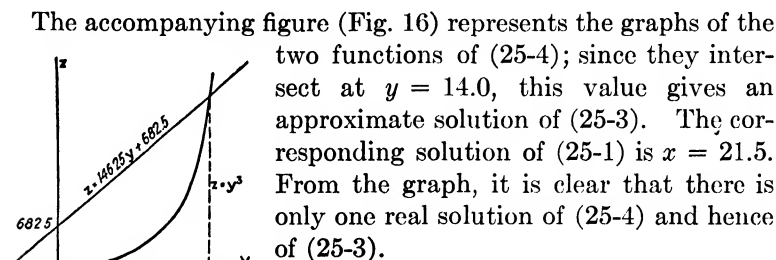 The accompanying figure (Fig. 16) represents the graphs of the
two functions of (25-4); since they inter-
sect at y = 14.0, this value gives an
approximate solution of (25-3). The cor-
responding solution of (25-1) is x = 21.5.
From the graph, it is clear that there is
only one real solution of (25-4) and hence
of (25-3).
z
z=146.25y+682.5
z=y³
682.5